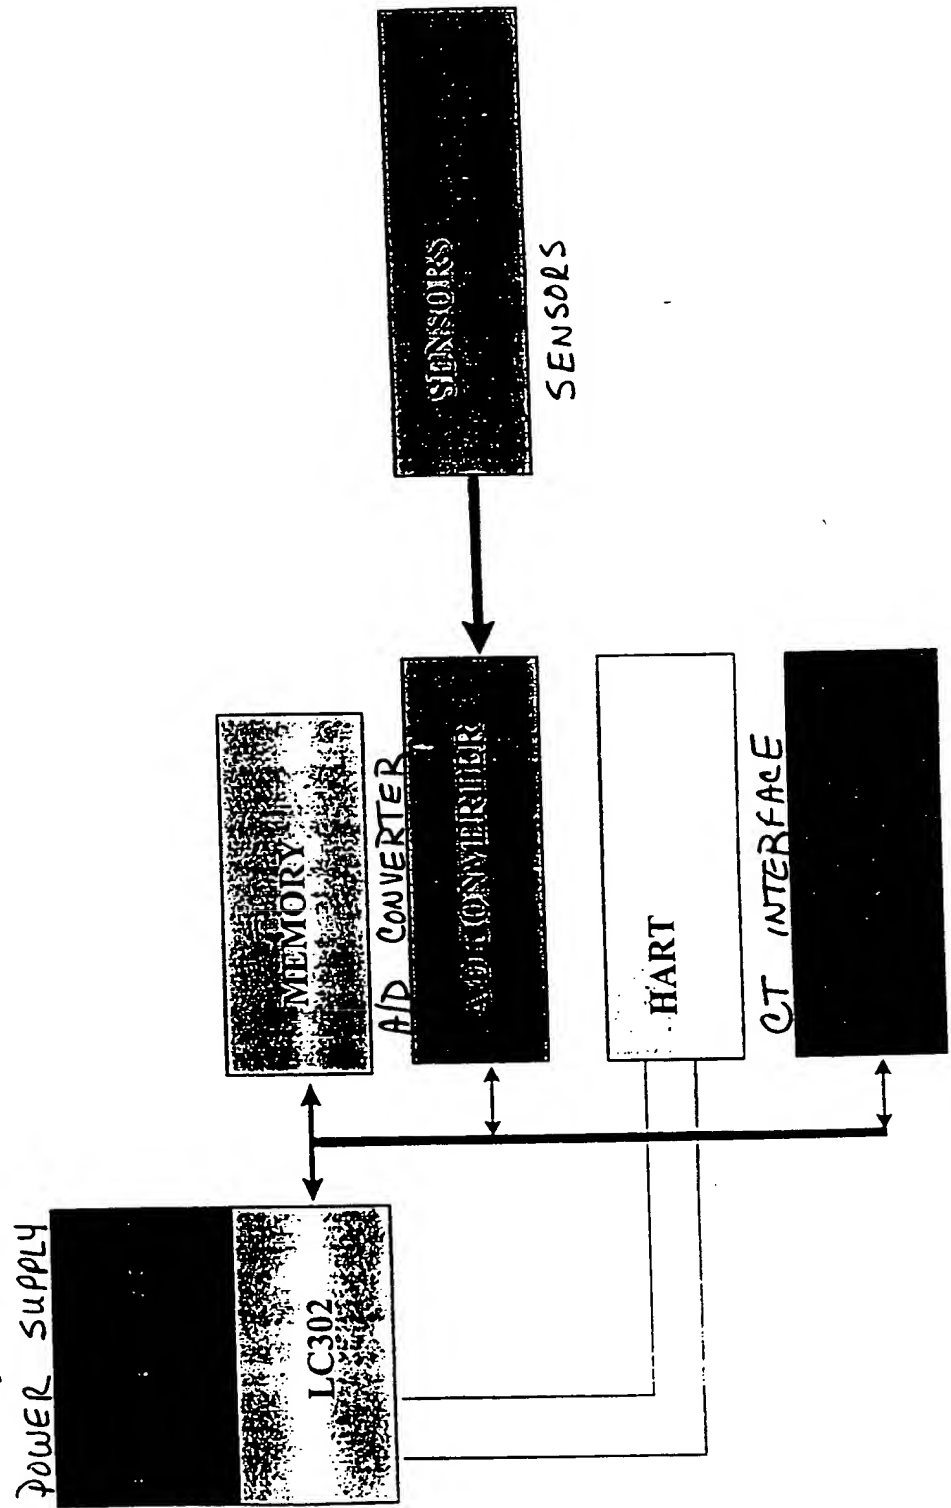 POWER SUPPLY
LC302
MEMORY
A/D CONVERTER
A/D CONVERTER
HART
CT INTERFACE
SENSORS
SENSORS